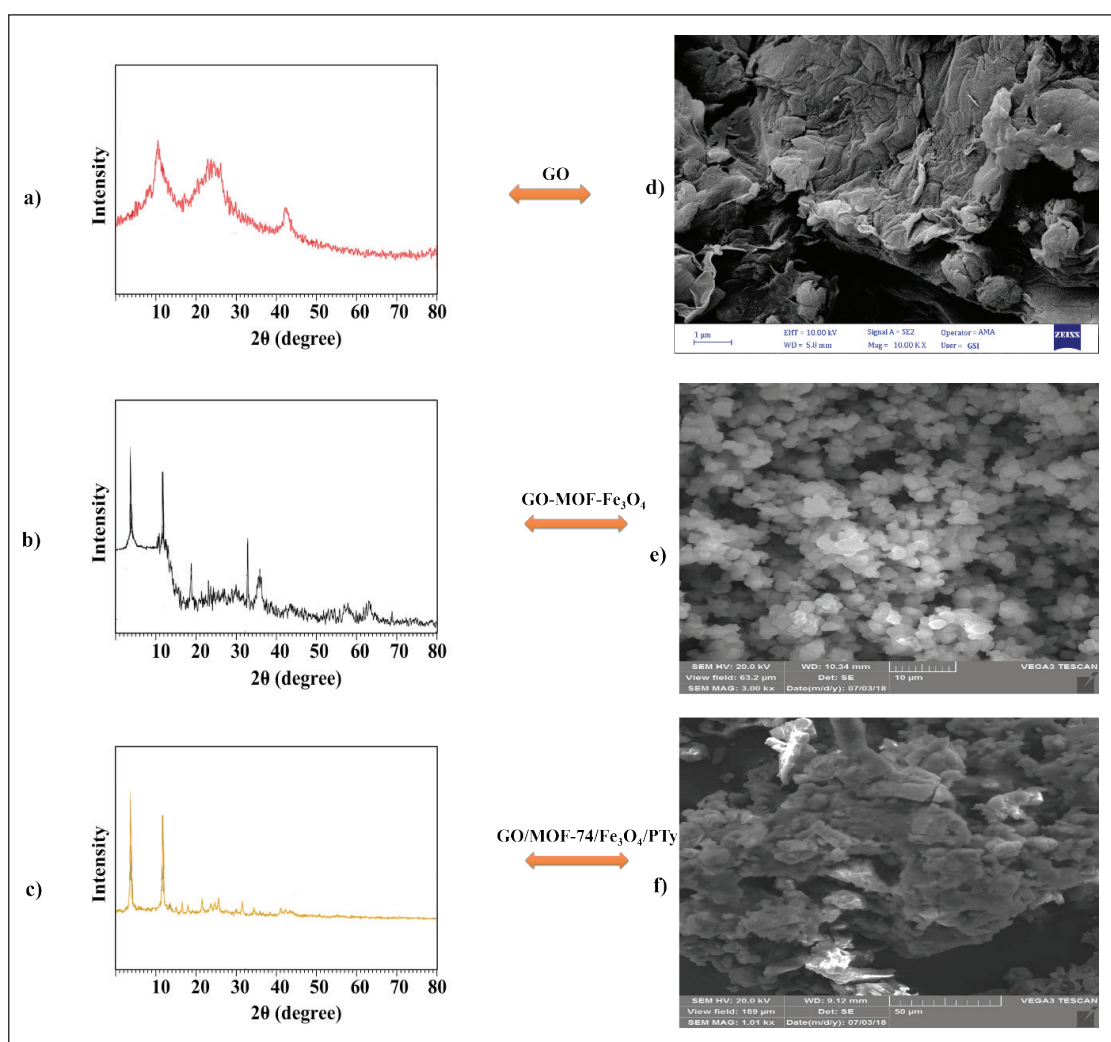 a)
Intensity
10 20 30 40 50 60 70 80
2θ (degree)
GO
d)
1 µm
EHT = 10.00 kV Signal A = SE2 Operator = AMA
WD = 5.8 mm Mag = 10.00 KX User = GSI
ZEISS
b)
Intensity
10 20 30 40 50 60 70 80
2θ (degree)
GO-MOF-Fe₃O₄
e)
SEM HV: 20.0 kV WD: 10.34 mm VEGA3 TESCAN
View field: 63.2 µm Det: SE 10 µm
SEM MAG: 3.00 kx Date(m/d/y): 07/03/18
c)
Intensity
10 20 30 40 50 60 70 80
2θ (degree)
GO/MOF-74/Fe₃O₄/PTy
f)
SEM HV: 20.0 kV WD: 9.12 mm VEGA3 TESCAN
View field: 189 µm Det: SE 50 µm
SEM MAG: 1.01 kx Date(m/d/y): 07/03/18